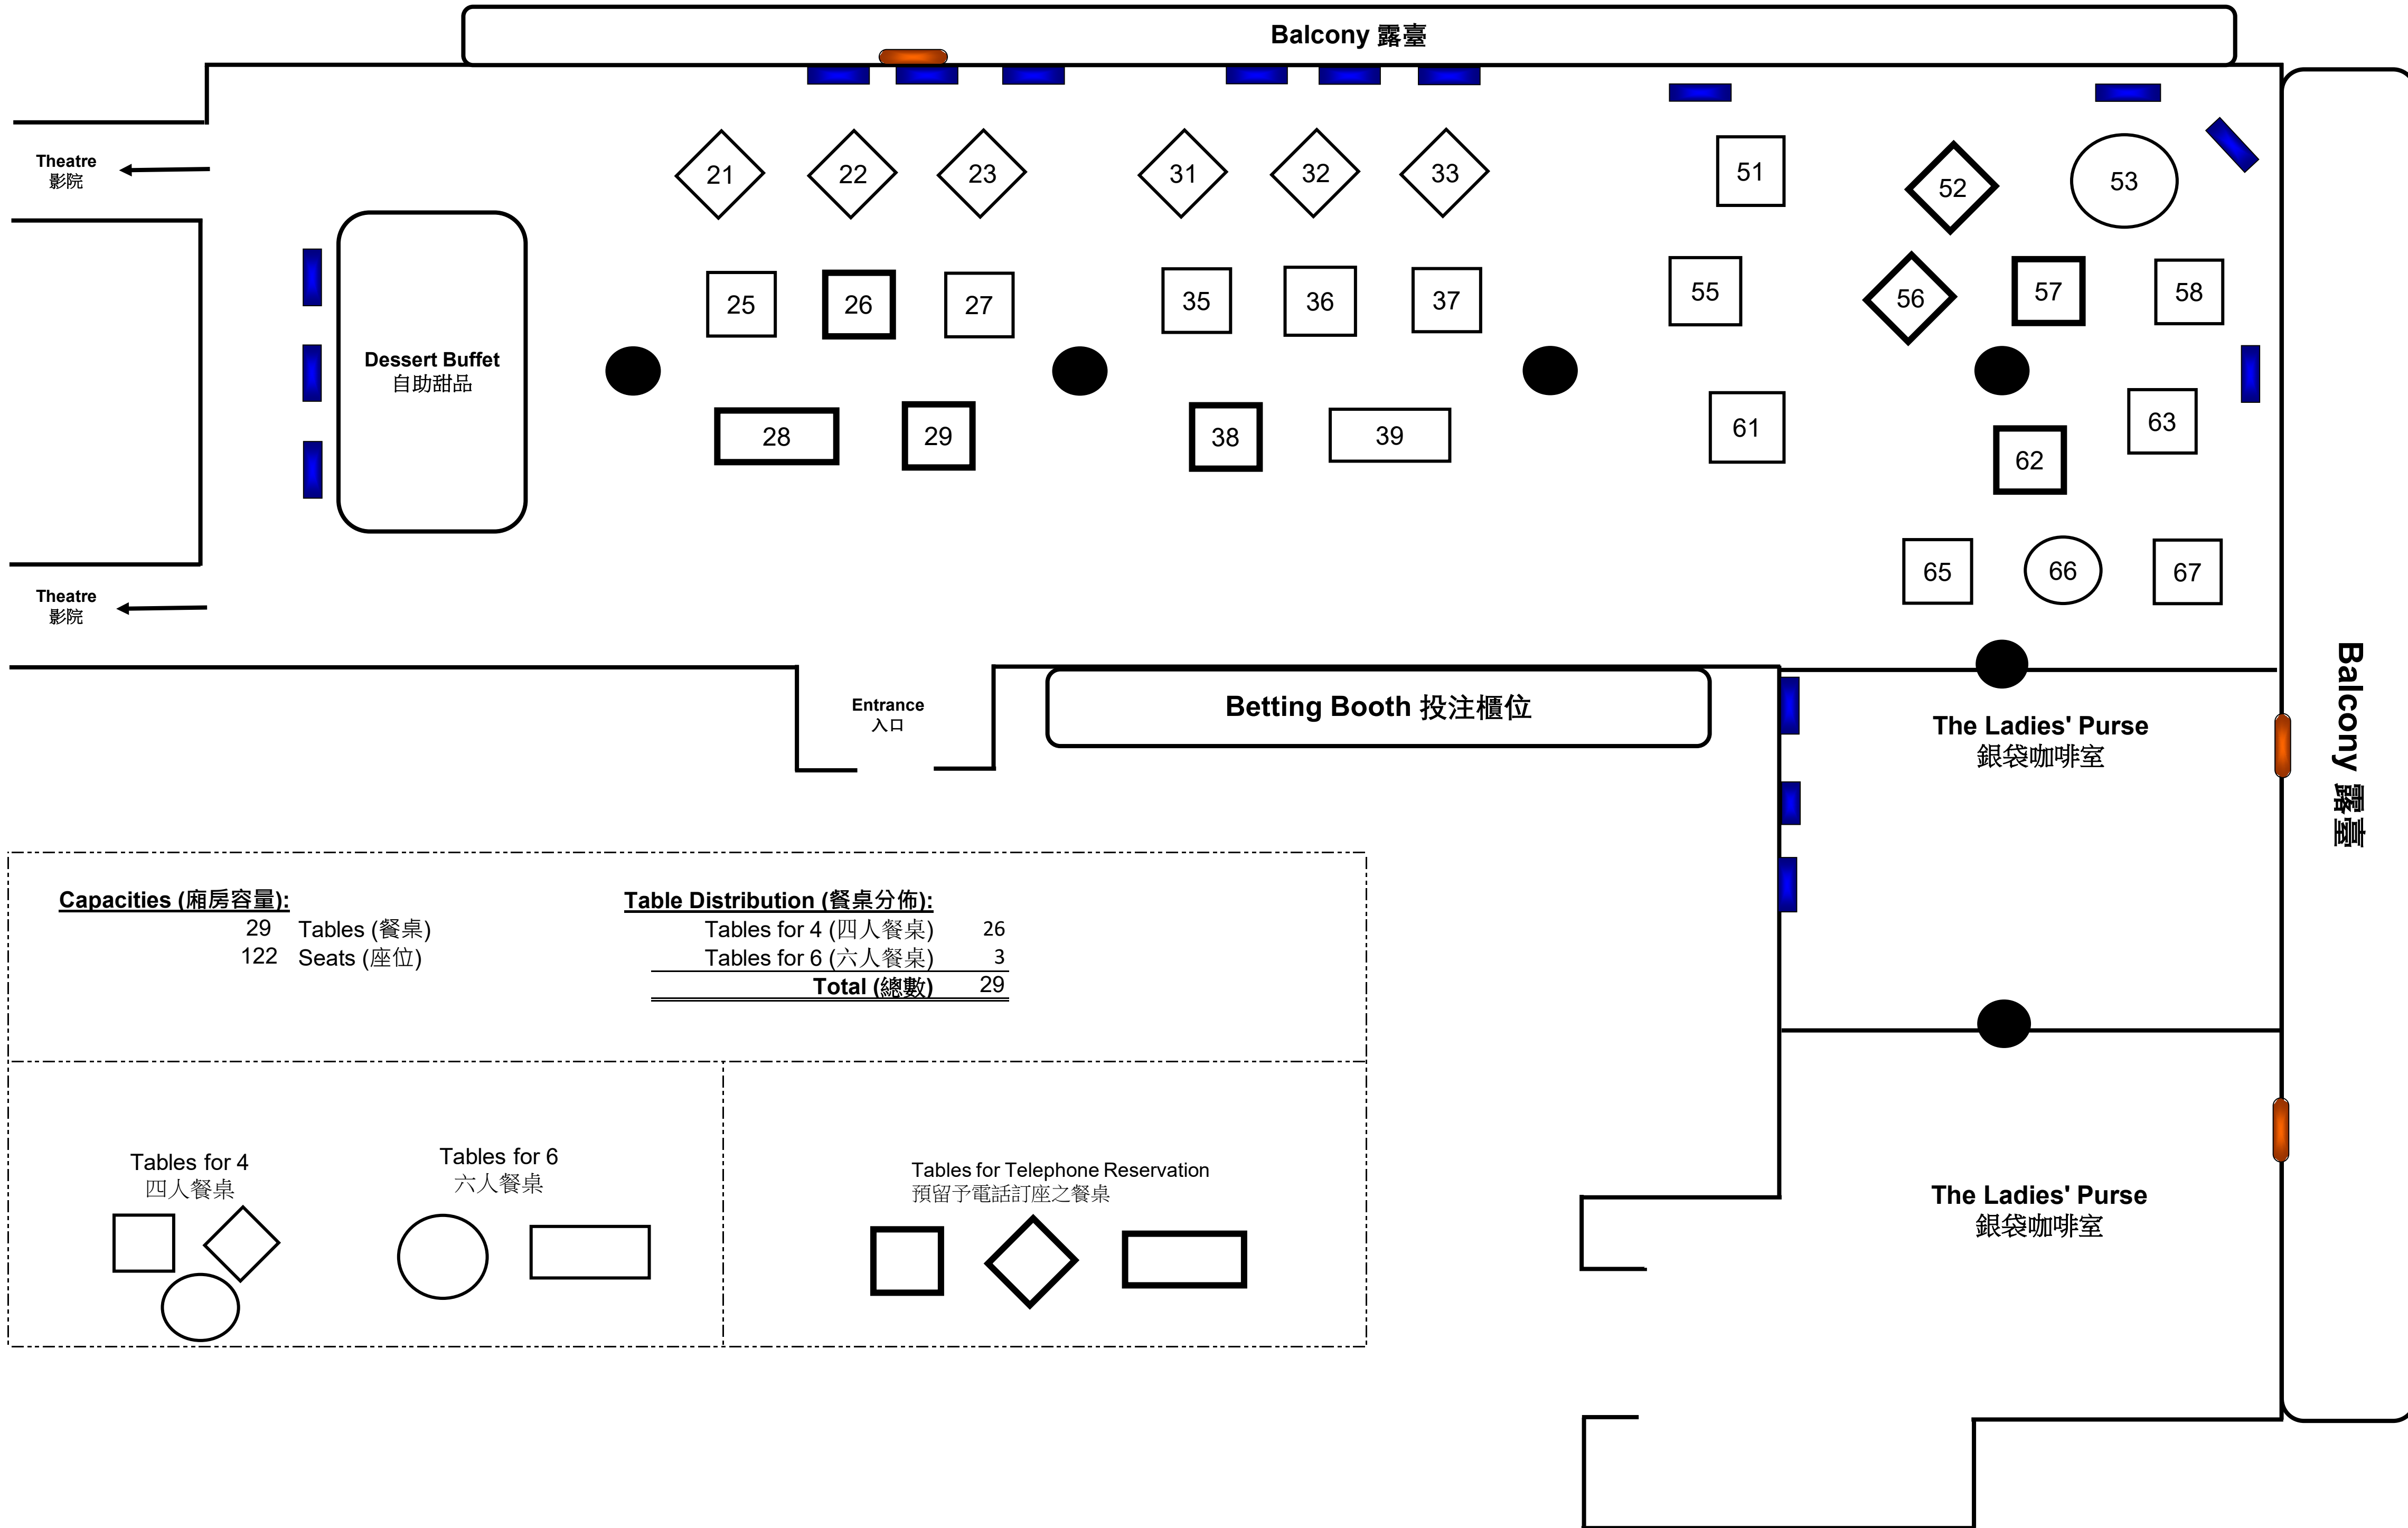 Balcony 露臺
Theatre
影院
21
22
23
31
32
33
51
52
53
25
26
27
35
36
37
55
56
57
58
Dessert Buffet
自助甜品
28
29
38
39
61
62
63
65
66
67
Theatre
影院
Entrance
入口
Betting Booth 投注櫃位
The Ladies' Purse
銀袋咖啡室
Balcony 露臺
Capacities (廂房容量):
29 Tables (餐桌)
122 Seats (座位)
Table Distribution (餐桌分佈):
Tables for 4 (四人餐桌) 26
Tables for 6 (六人餐桌) 3
Total (總數) 29
Tables for 4
四人餐桌
Tables for 6
六人餐桌
Tables for Telephone Reservation
預留予電話訂座之餐桌
The Ladies' Purse
銀袋咖啡室